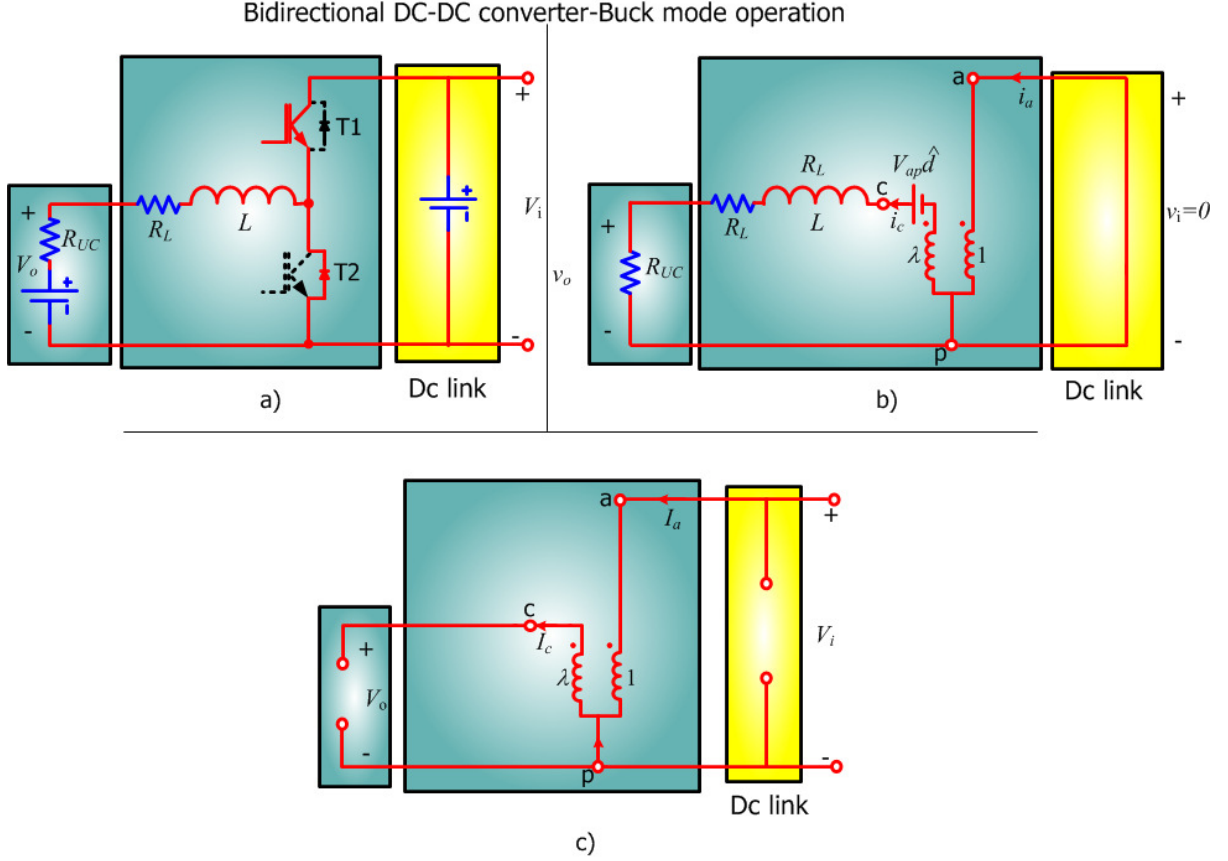 Bidirectional DC-DC converter-Buck mode operation
T1
+
+
R_UC
V_o
-
R_L
L
T2
+
V_i
-
Dc link
a)
a
i_a
+
R_L
V_ap d̂
c
i_c
v_o
+
R_UC
-
R_L
L
λ
1
p
v_i=0
-
Dc link
b)
a
I_a
+
c
I_c
+
V_o
-
λ
1
p
V_i
-
Dc link
c)